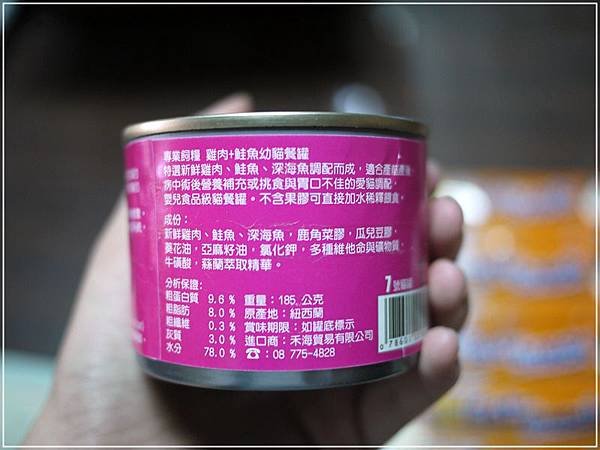 專業飼糧 雞肉+鮭魚幼貓餐罐
特選新鮮雞肉、鮭魚、深海魚調配而成,適合產前產後,
病中術後營養補充或挑食與胃口不佳的愛貓調配,
嬰兒食品級貓餐罐。不含果膠可直接加水稀釋餵食。
成份:
新鮮雞肉、鮭魚,深海魚,鹿角菜膠,瓜兒豆膠,
葵花油,亞麻籽油,氯化鉀,多種維他命與礦物質,
牛磺酸,絲蘭萃取精華。
分析保證:
粗蛋白質 9.6 % 重量:185 公克
粗脂肪 8.0 % 原產地:紐西蘭
粗纖維 0.3 % 賞味期限:如罐底標示
灰質 3.0 % 進口商:禾海貿易有限公司
水分 78.0 % ☎:08 775-4828
7號貓罐